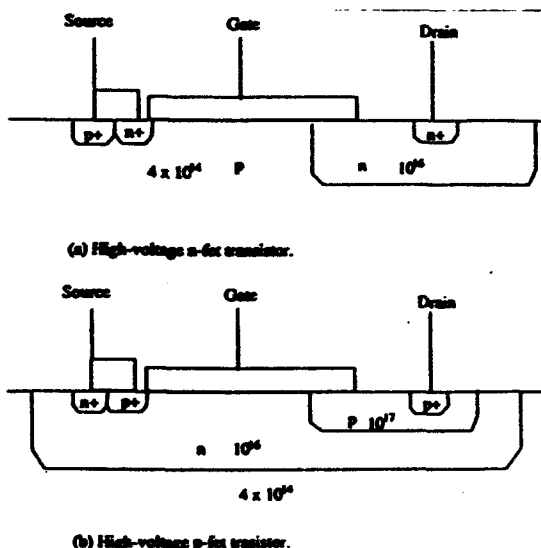 Source Gate Drain
p+ n+ n+
4 x 10¹⁴ P n 10¹⁶
(a) High-voltage n-fet transistor.
Source Gate Drain
n+ p+ p+
P 10¹⁷
n 10¹⁶
4 x 10¹⁴
(b) High-voltage n-fet transistor.